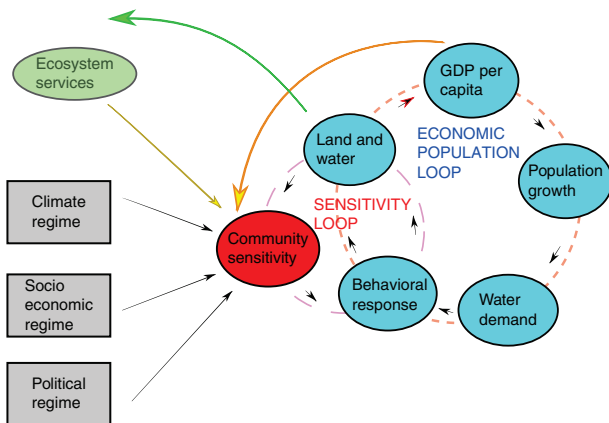 Ecosystem
services
GDP per
capita
Land and
water
ECONOMIC
POPULATION
LOOP
Population
growth
Climate
regime
SENSITIVITY
LOOP
Community
sensitivity
Socio
economic
regime
Behavioral
response
Water
demand
Political
regime